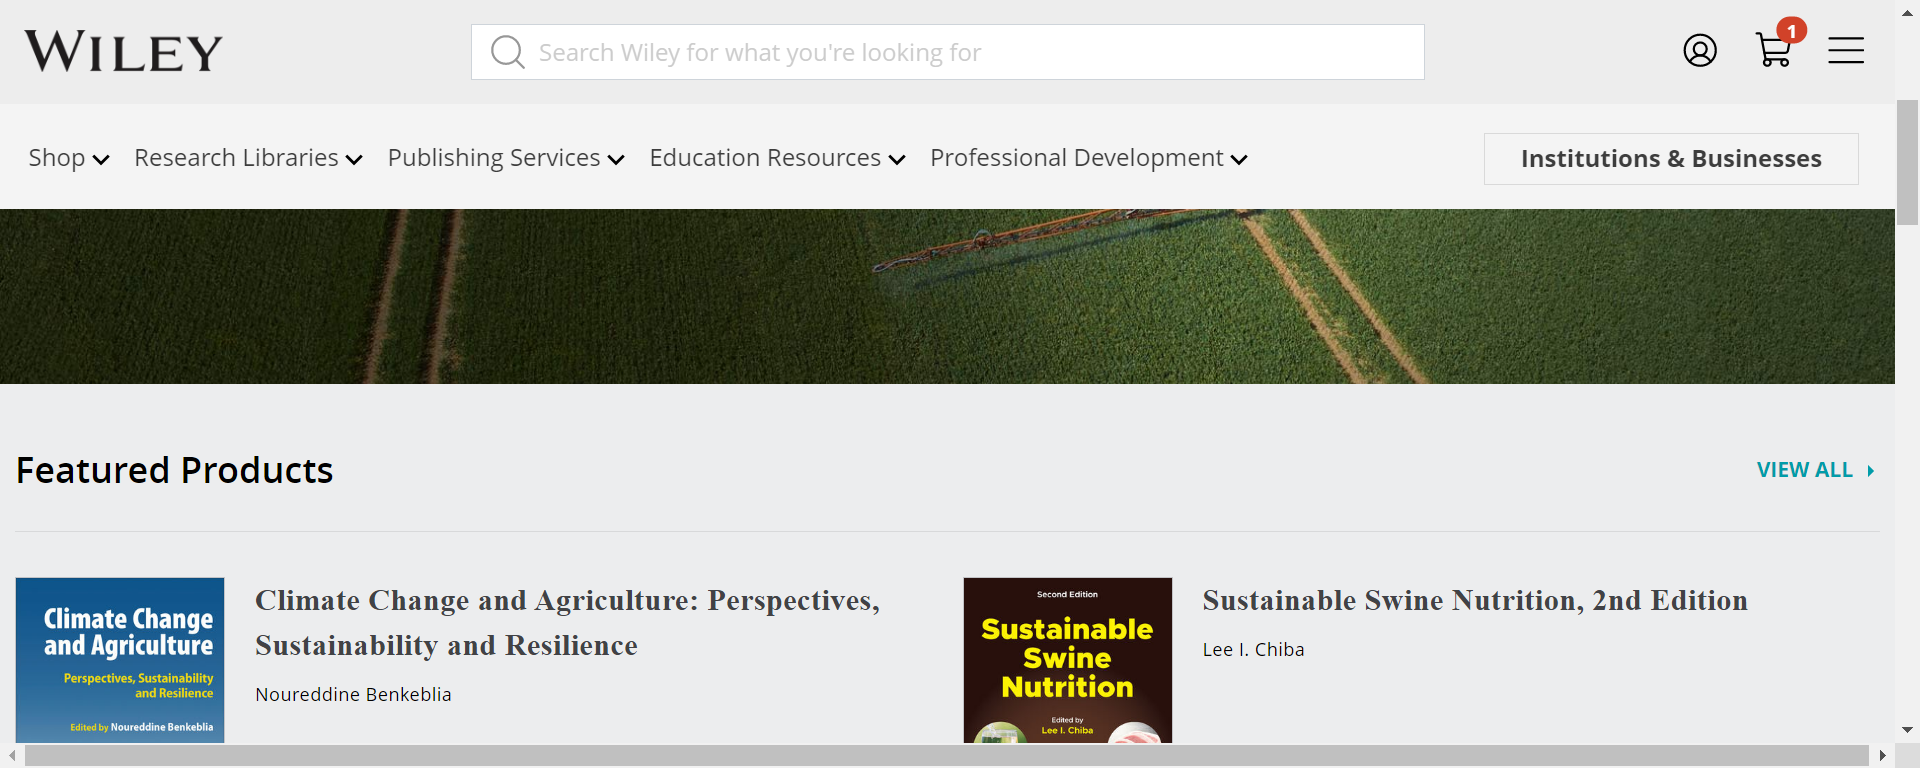 WILEY
Search Wiley for what you're looking for
1
Shop
Research Libraries
Publishing Services
Education Resources
Professional Development
Institutions & Businesses
Featured Products
VIEW ALL
Climate Change
and Agriculture
Perspectives, Sustainability
and Resilience
Edited by Noureddine Benkeblia
Climate Change and Agriculture: Perspectives,
Sustainability and Resilience
Noureddine Benkeblia
Second Edition
Sustainable
Swine
Nutrition
Edited by
Lee I. Chiba
Sustainable Swine Nutrition, 2nd Edition
Lee I. Chiba